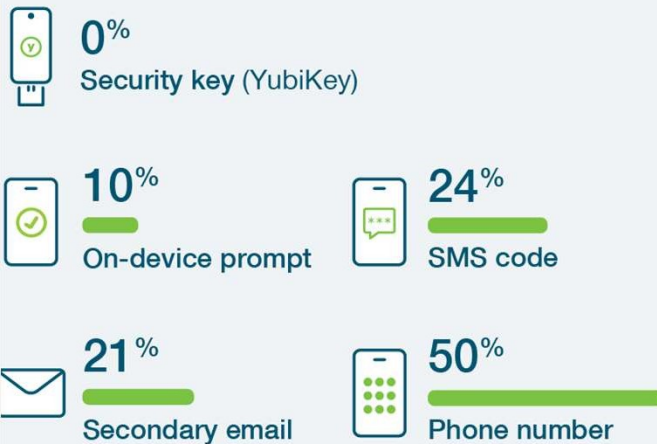 0%
Security key (YubiKey)
10%
On-device prompt
24%
SMS code
21%
Secondary email
50%
Phone number